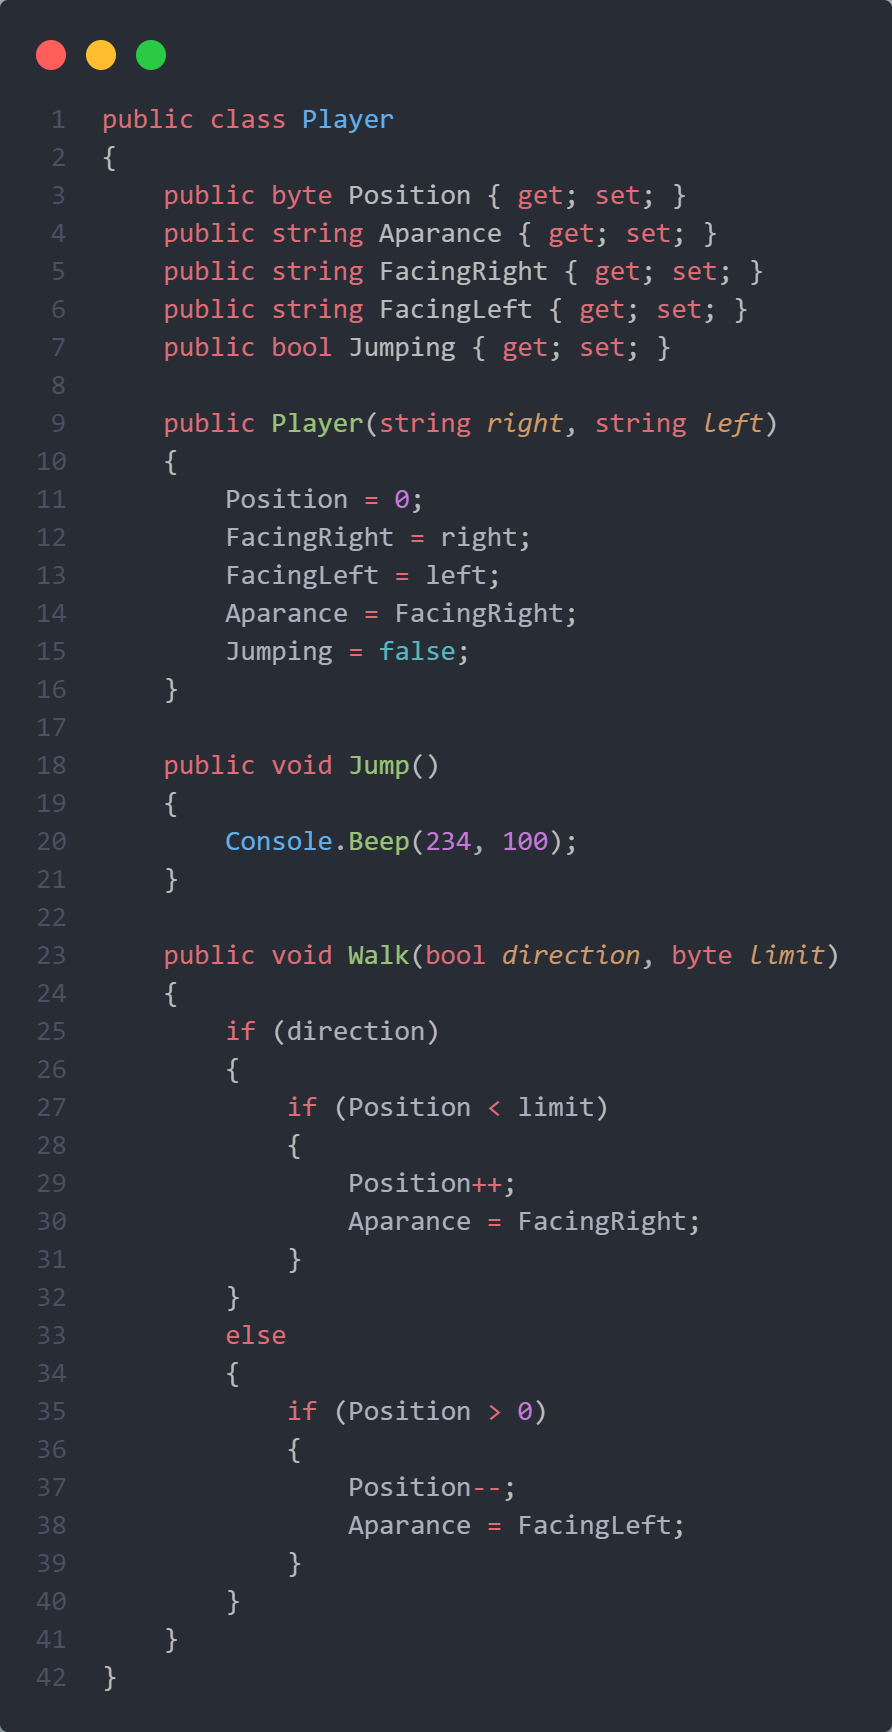 1 public class Player
2 {
3     public byte Position { get; set; }
4     public string Aparance { get; set; }
5     public string FacingRight { get; set; }
6     public string FacingLeft { get; set; }
7     public bool Jumping { get; set; }
8
9     public Player(string right, string left)
10     {
11         Position = 0;
12         FacingRight = right;
13         FacingLeft = left;
14         Aparance = FacingRight;
15         Jumping = false;
16     }
17
18     public void Jump()
19     {
20         Console.Beep(234, 100);
21     }
22
23     public void Walk(bool direction, byte limit)
24     {
25         if (direction)
26         {
27             if (Position < limit)
28             {
29                 Position++;
30                 Aparance = FacingRight;
31             }
32         }
33         else
34         {
35             if (Position > 0)
36             {
37                 Position--;
38                 Aparance = FacingLeft;
39             }
40         }
41     }
42 }